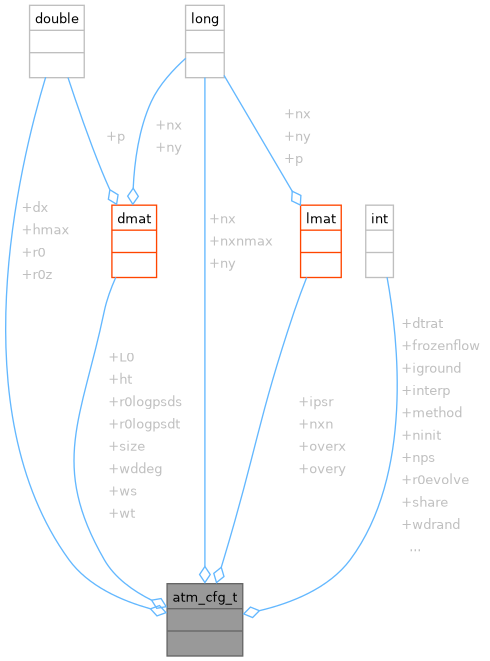 double
long
+p
+nx
+ny
+nx
+ny
+p
+dx
+hmax
+r0
+r0z
dmat
+nx
+nxnmax
+ny
lmat
int
+L0
+ht
+r0logpsds
+r0logpsdt
+size
+wddeg
+ws
+wt
+ipsr
+nxn
+overx
+overy
+dtrat
+frozenflow
+iground
+interp
+method
+ninit
+nps
+r0evolve
+share
+wdrand
...
atm_cfg_t